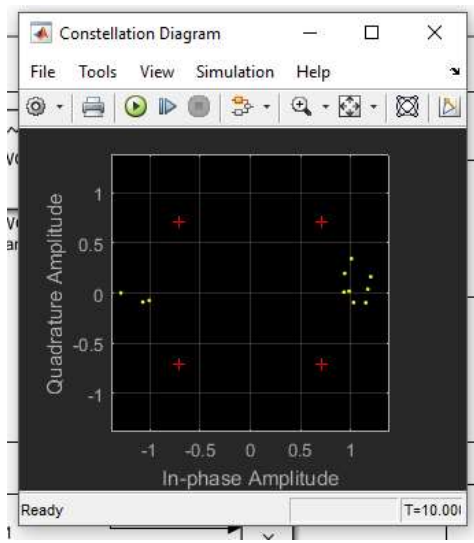 Constellation Diagram
File Tools View Simulation Help
1
0.5
0
-0.5
-1
Quadrature Amplitude
-1 -0.5 0 0.5 1
In-phase Amplitude
Ready
T=10.00